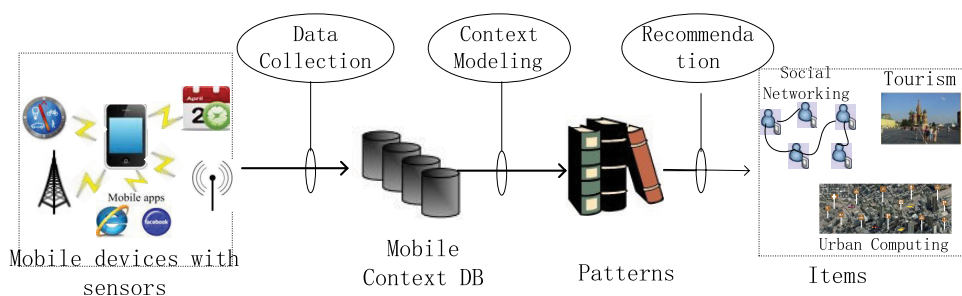 Data
Collection
Context
Modeling
Recommenda
tion
April
2
Mobile apps
facebook
Mobile devices with
sensors
Mobile
Context DB
Patterns
Social
Networking
Tourism
Urban Computing
Items